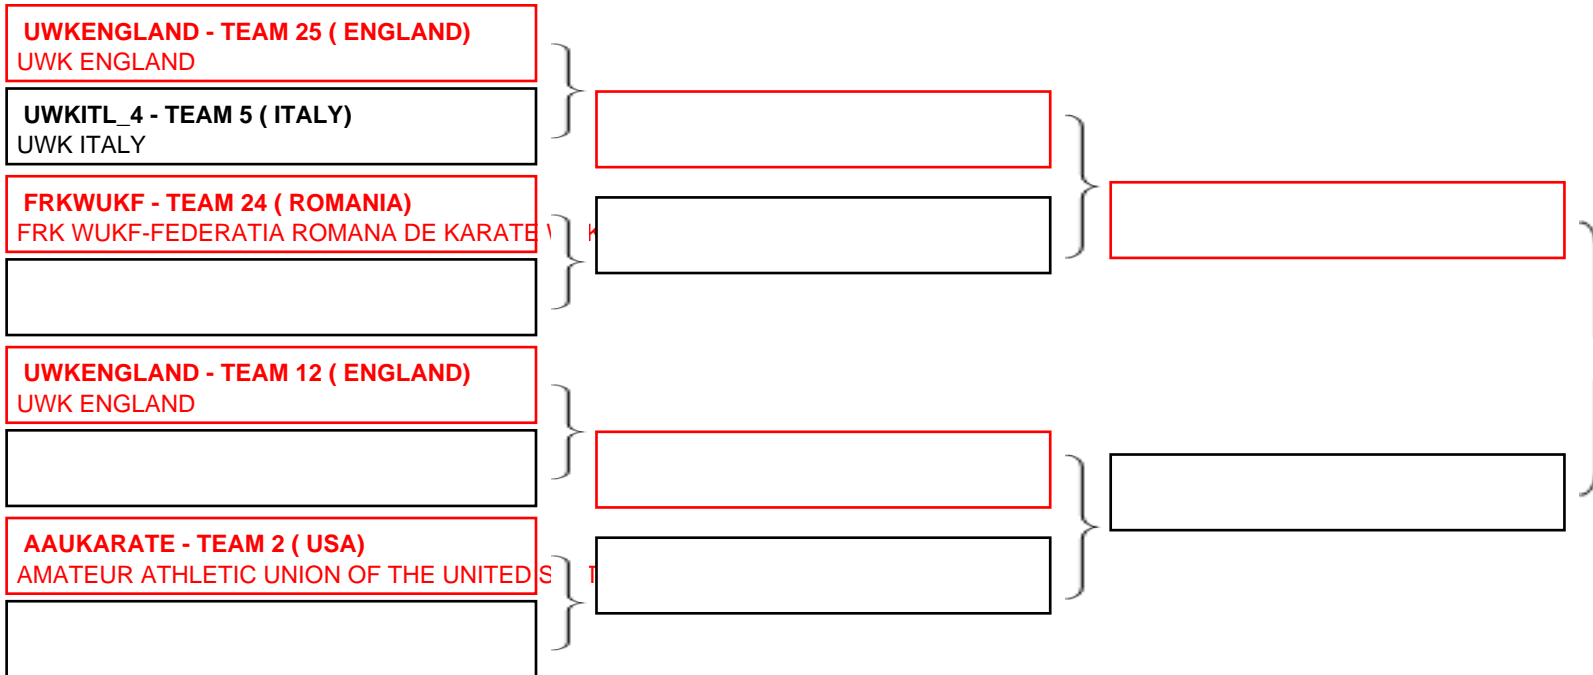 UWKENGLAND - TEAM 25 ( ENGLAND)
UWK ENGLAND
UWKITL_4 - TEAM 5 ( ITALY)
UWK ITALY
FRKWUKF - TEAM 24 ( ROMANIA)
FRK WUKF-FEDERATIA ROMANA DE KARATE
UWKENGLAND - TEAM 12 ( ENGLAND)
UWK ENGLAND
AAUKARATE - TEAM 2 ( USA)
AMATEUR ATHLETIC UNION OF THE UNITED